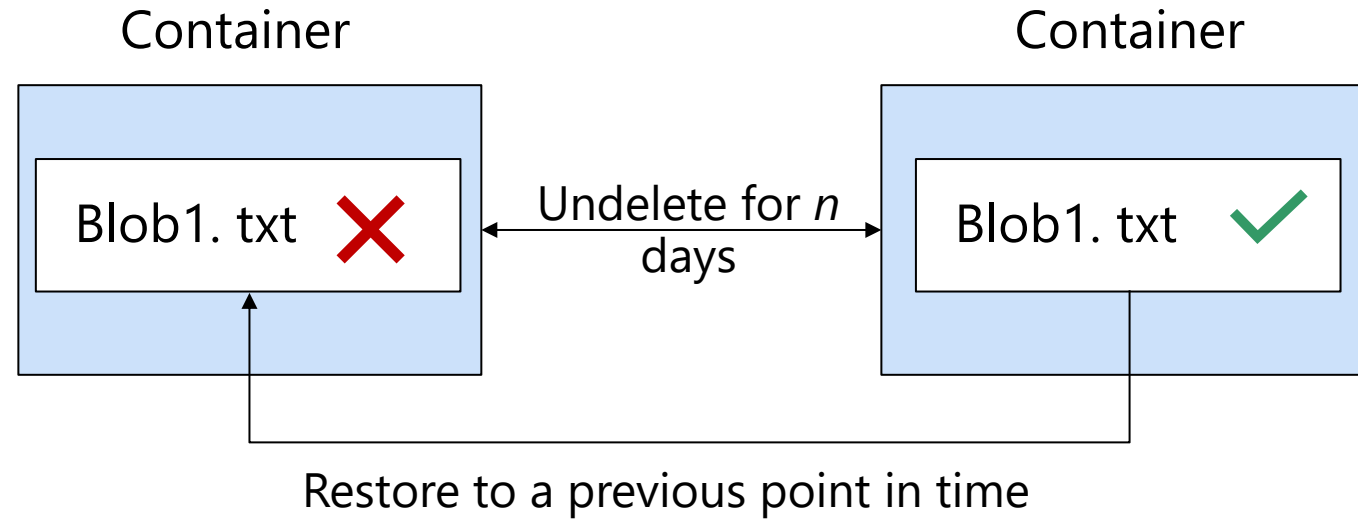 Container
Container
Blob1. txt
Undelete for n
days
Blob1. txt
Restore to a previous point in time